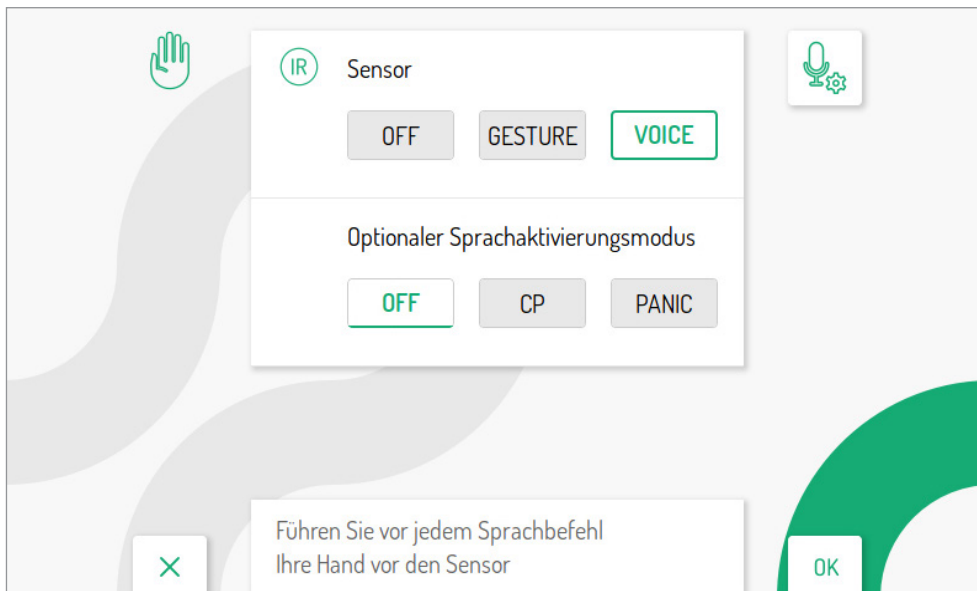 IR Sensor
OFF GESTURE VOICE
Optionaler Sprachaktivierungsmodus
OFF CP PANIC
Führen Sie vor jedem Sprachbefehl
Ihre Hand vor den Sensor
OK